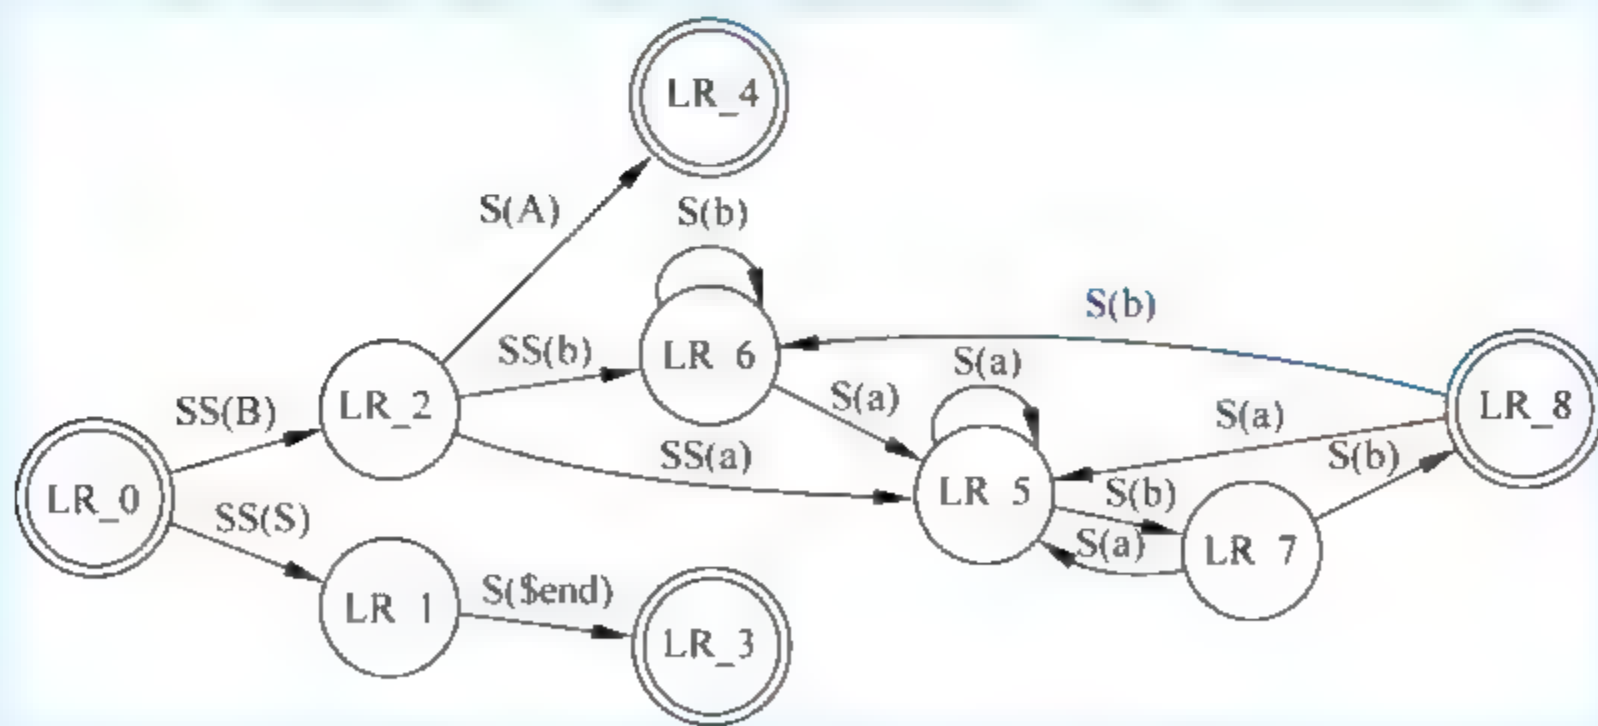 LR_4
S(A)
S(b)
S(b)
SS(b)
LR 6
S(a)
SS(B)
LR_2
S(a)
S(a)
LR_8
SS(a)
S(b)
LR_0
SS(S)
LR 5
S(b)
S(a)
LR 7
LR 1
S($end)
LR_3